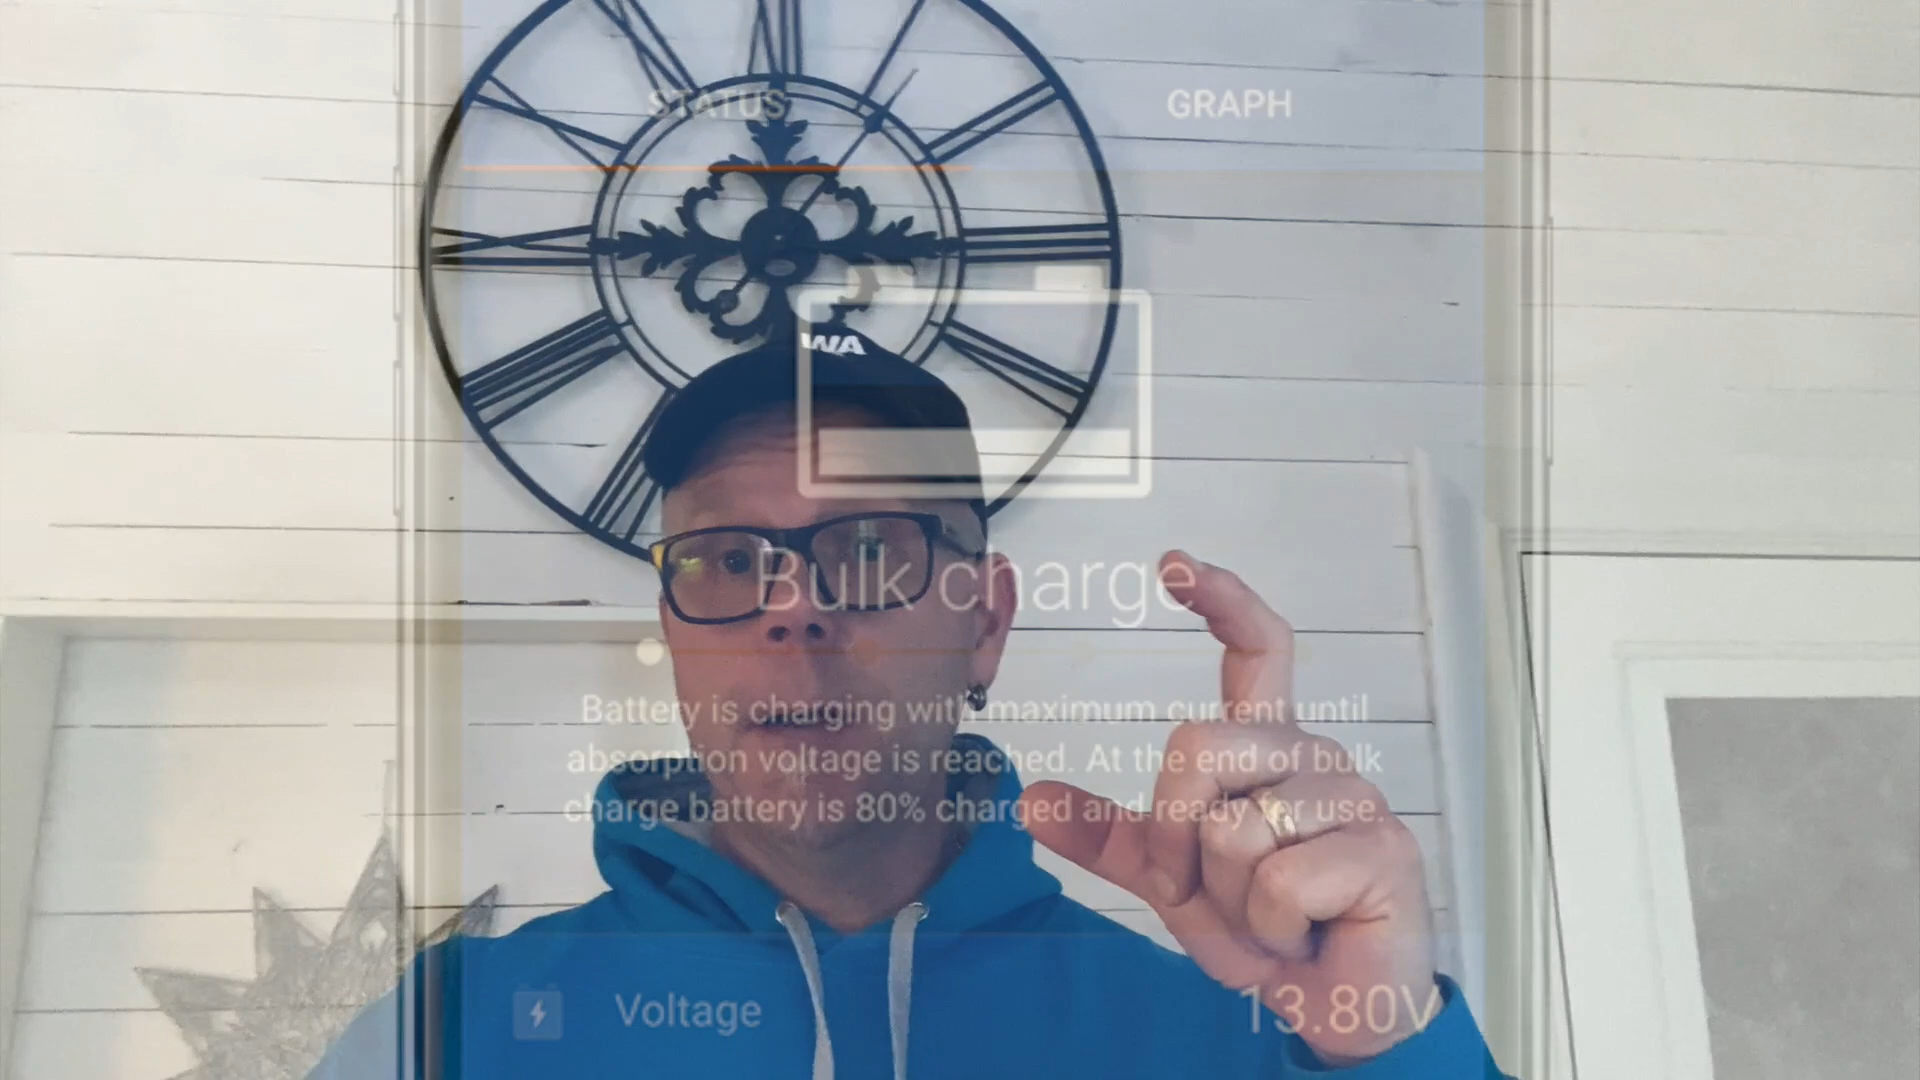 STATUS
GRAPH
WA
Bulk charge
Battery is charging with maximum current until
absorption voltage is reached. At the end of bulk
charge battery is 80% charged and ready for use.
Voltage
13.80V